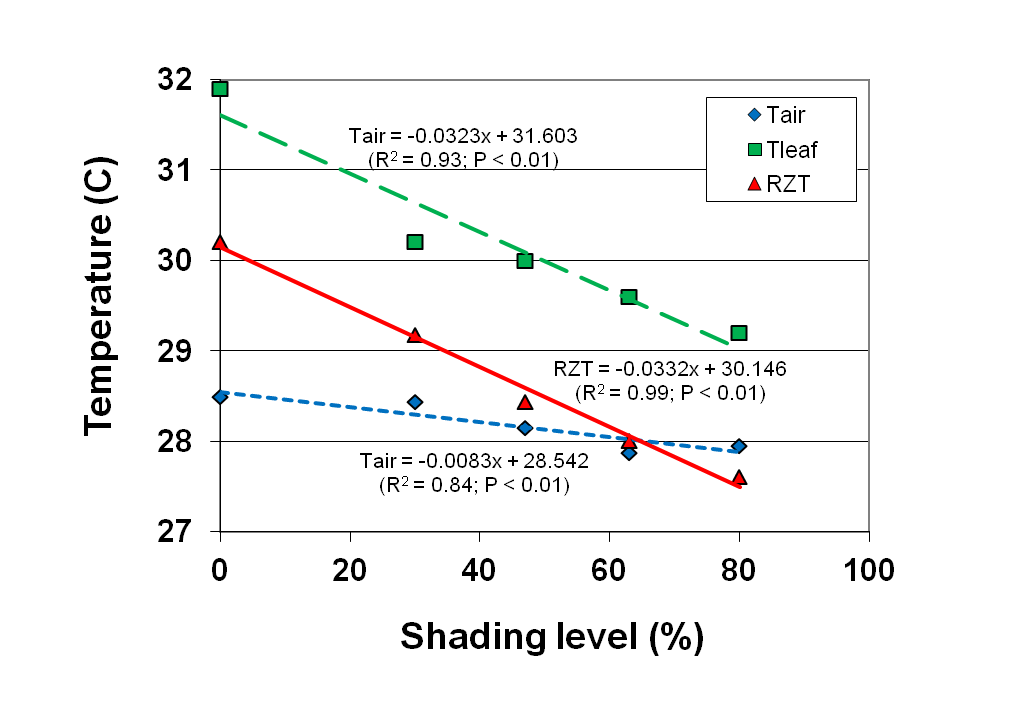 32
31
30
29
28
27
Temperature (C)
Tair = -0.0323x + 31.603
(R² = 0.93; P < 0.01)
Tair
Tleaf
RZT
RZT = -0.0332x + 30.146
(R² = 0.99; P < 0.01)
Tair = -0.0083x + 28.542
(R² = 0.84; P < 0.01)
0 20 40 60 80 100
Shading level (%)